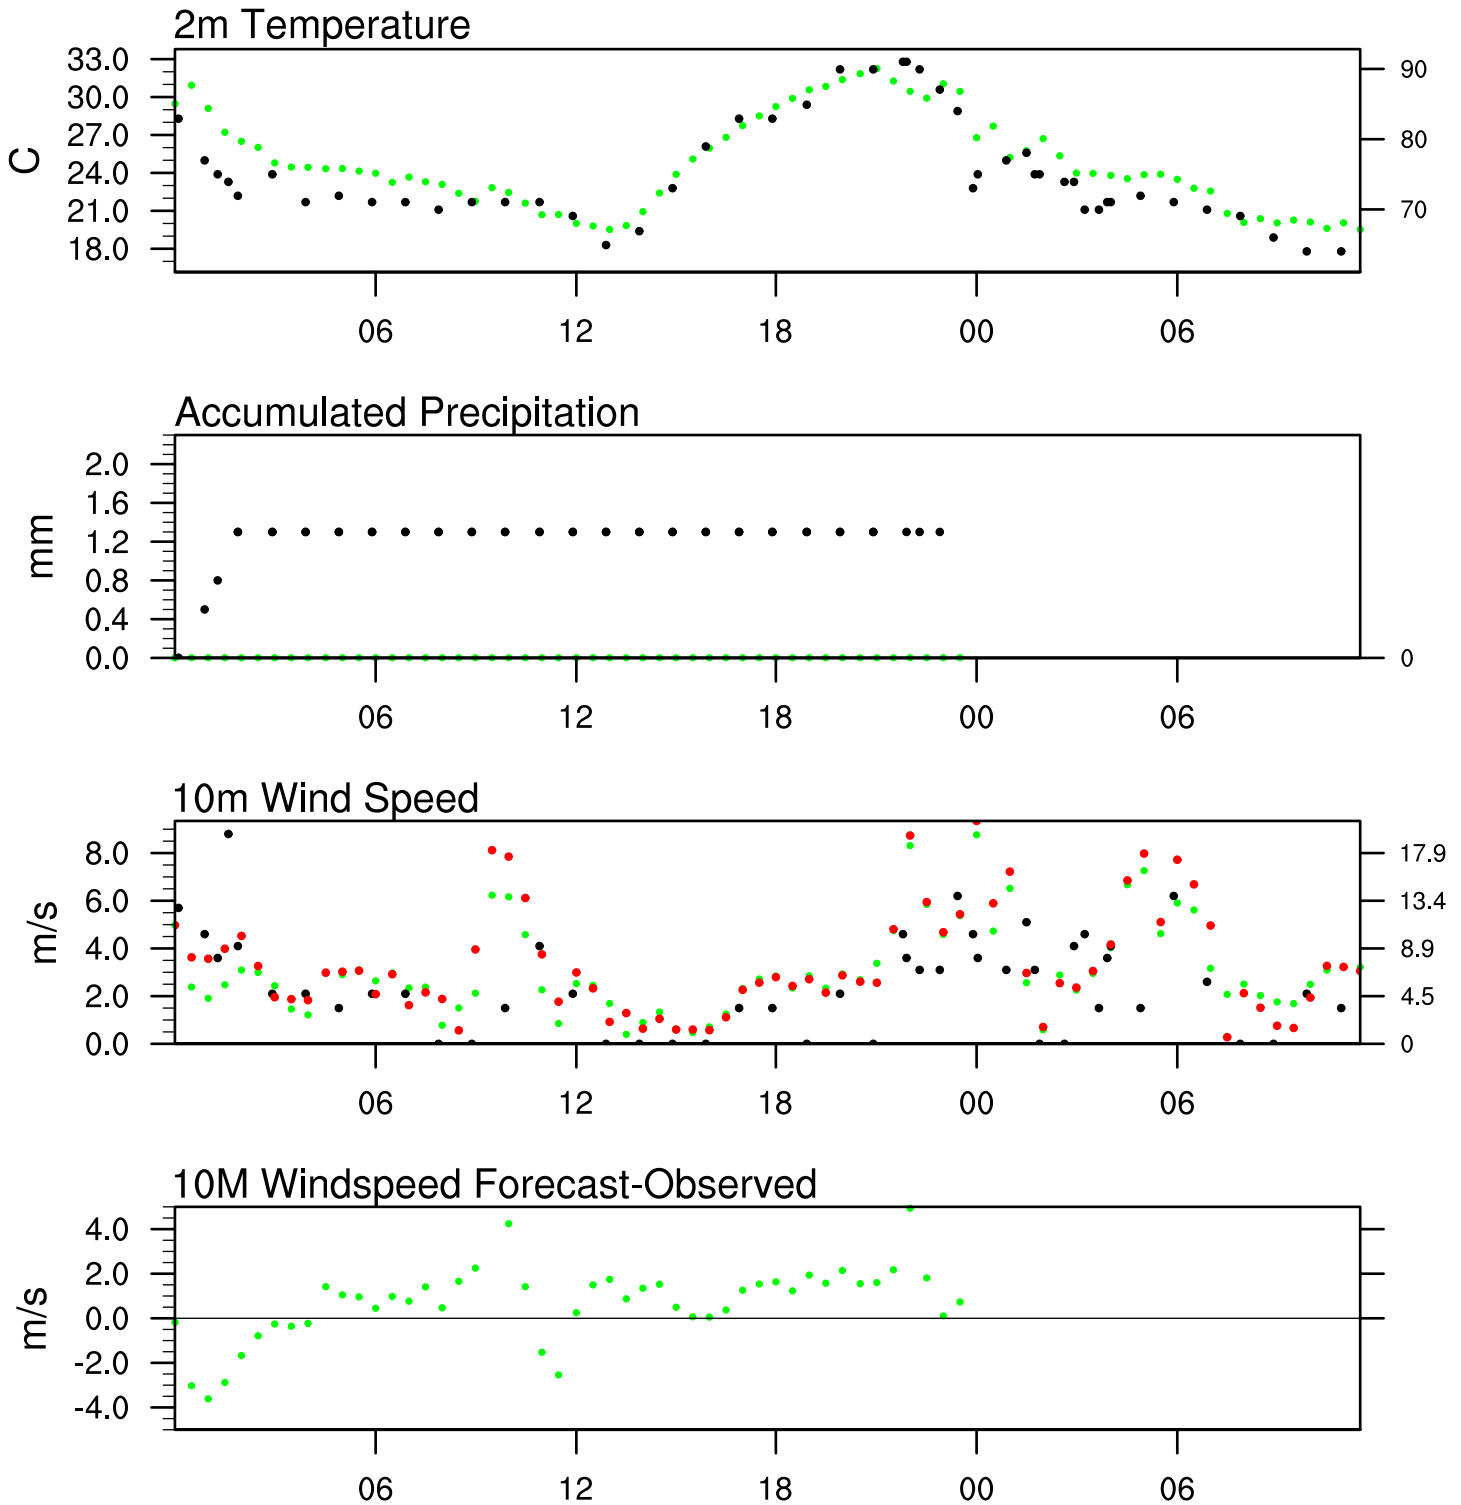 2m Temperature
33.0
30.0
27.0
24.0
21.0
18.0
C
90
80
70
06 12 18 00 06
Accumulated Precipitation
2.0
1.6
1.2
0.8
0.4
0.0
mm
0
06 12 18 00 06
10m Wind Speed
8.0
6.0
4.0
2.0
0.0
m/s
17.9
13.4
8.9
4.5
0
06 12 18 00 06
10M Windspeed Forecast-Observed
4.0
2.0
0.0
-2.0
-4.0
m/s
06 12 18 00 06